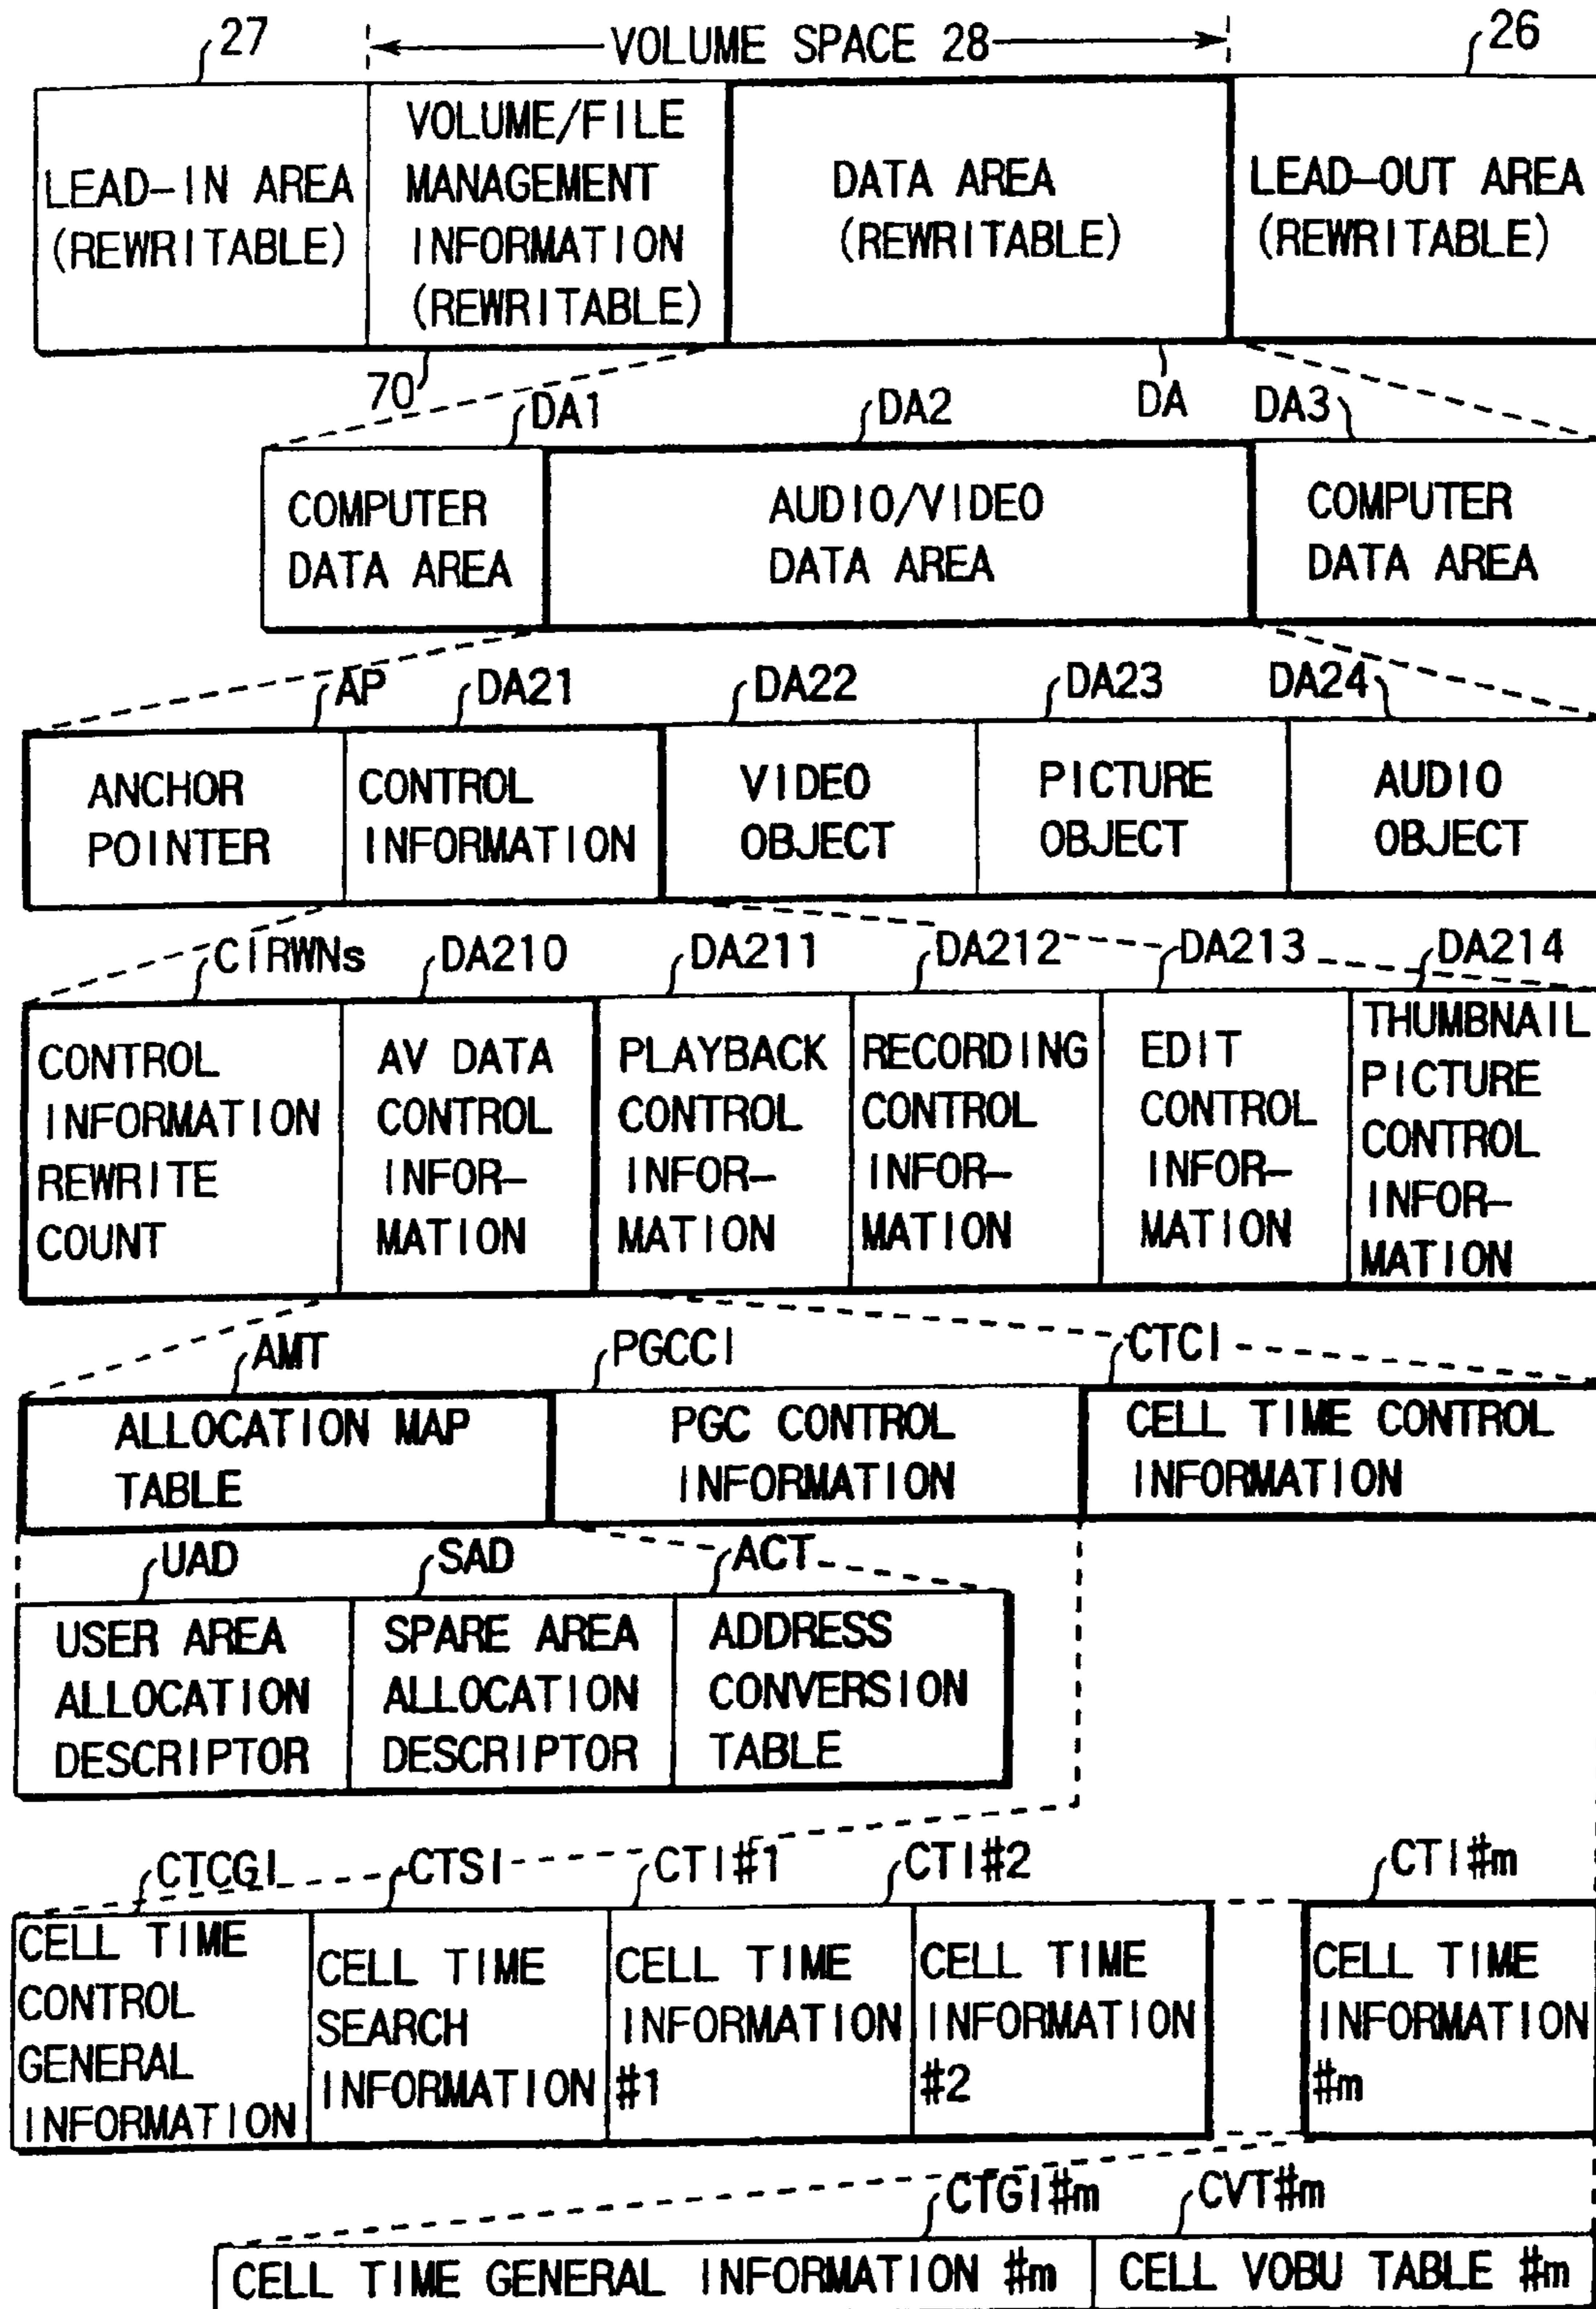 27
VOLUME SPACE 28
26
LEAD-IN AREA
(REWRITABLE)
VOLUME/FILE
MANAGEMENT
INFORMATION
(REWRITABLE)
DATA AREA
(REWRITABLE)
LEAD-OUT AREA
(REWRITABLE)
70
DA
DA1
DA2
DA3
COMPUTER
DATA AREA
AUDIO/VIDEO
DATA AREA
COMPUTER
DATA AREA
AP
DA21
DA22
DA23
DA24
ANCHOR
POINTER
CONTROL
INFORMATION
VIDEO
OBJECT
PICTURE
OBJECT
AUDIO
OBJECT
CIRWNs
DA210
DA211
DA212
DA213
DA214
CONTROL
INFORMATION
REWRITE
COUNT
AV DATA
CONTROL
INFOR-
MATION
PLAYBACK
CONTROL
INFOR-
MATION
RECORDING
CONTROL
INFOR-
MATION
EDIT
CONTROL
INFOR-
MATION
THUMBNAIL
PICTURE
CONTROL
INFOR-
MATION
AMT
PGCCI
CTCI
ALLOCATION MAP
TABLE
PGC CONTROL
INFORMATION
CELL TIME CONTROL
INFORMATION
UAD
SAD
ACT
USER AREA
ALLOCATION
DESCRIPTOR
SPARE AREA
ALLOCATION
DESCRIPTOR
ADDRESS
CONVERSION
TABLE
CTCGI
CTSI
CTI#1
CTI#2
CTI#m
CELL TIME
CONTROL
GENERAL
INFORMATION
CELL TIME
SEARCH
INFORMATION
CELL TIME
INFORMATION
#1
CELL TIME
INFORMATION
#2
CELL TIME
INFORMATION
#m
CTGI#m
CVT#m
CELL TIME GENERAL INFORMATION #m
CELL VOBU TABLE #m